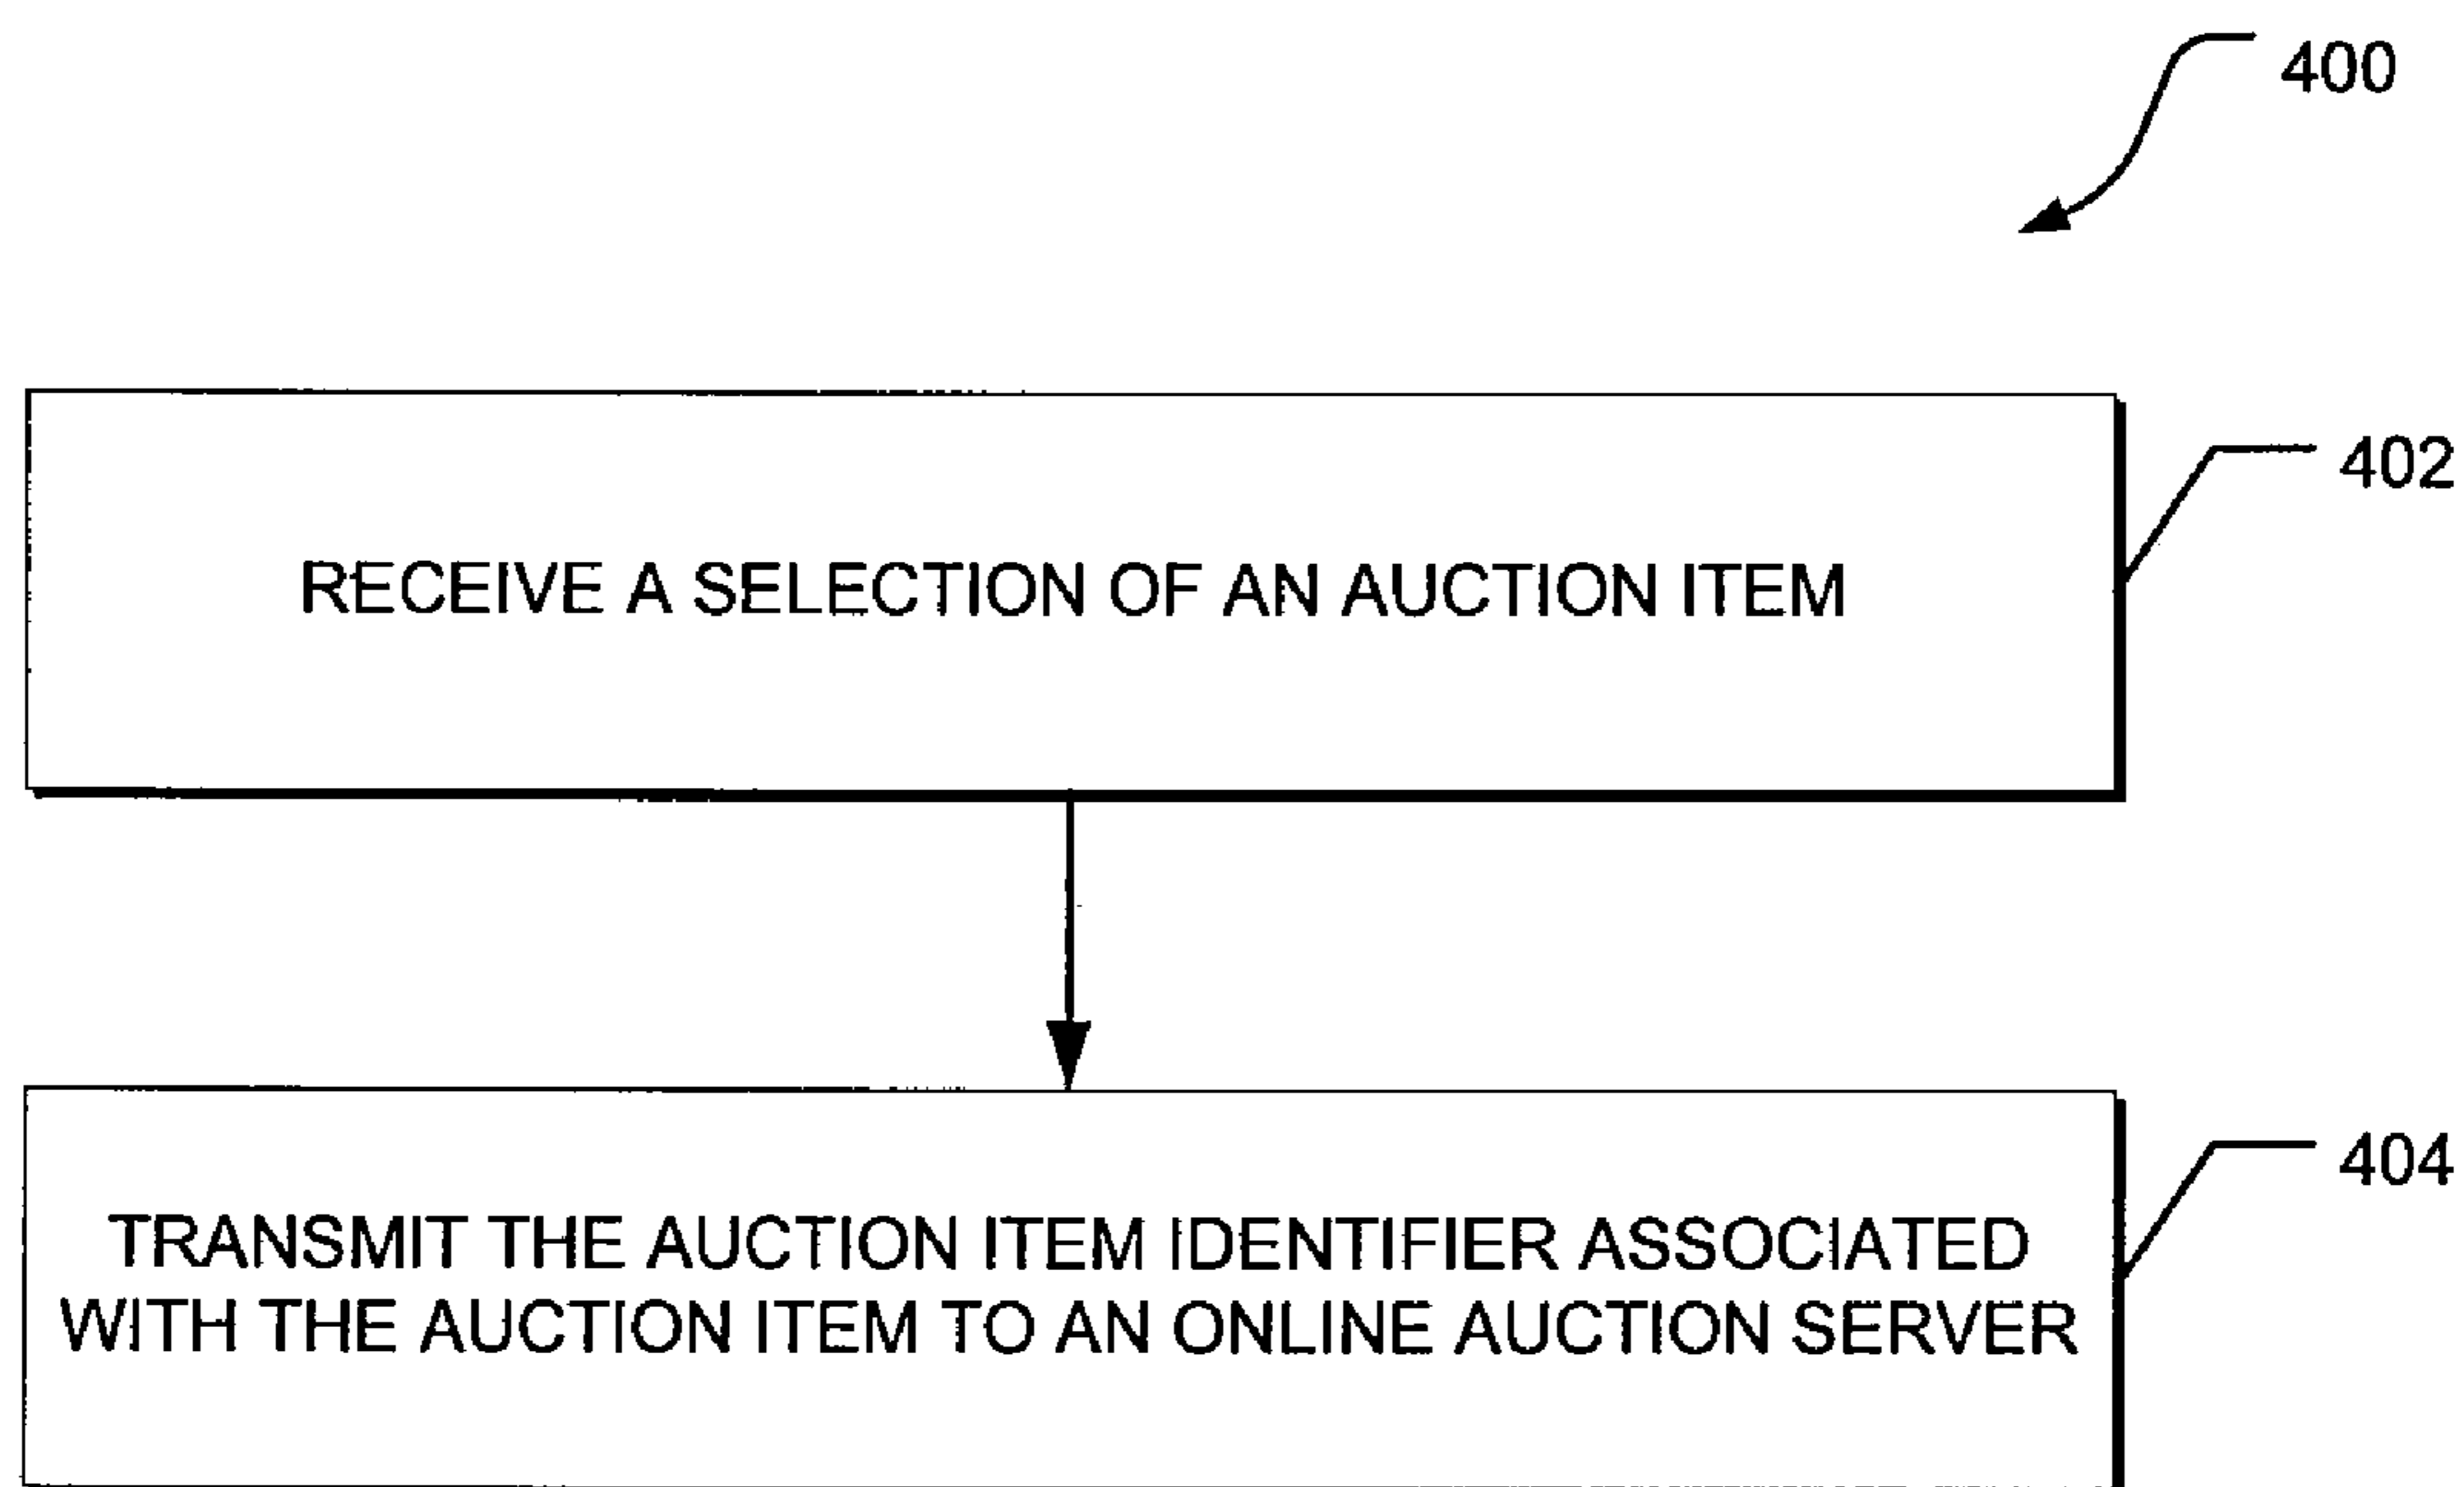 400
402
RECEIVE A SELECTION OF AN AUCTION ITEM
404
TRANSMIT THE AUCTION ITEM IDENTIFIER ASSOCIATED
WITH THE AUCTION ITEM TO AN ONLINE AUCTION SERVER